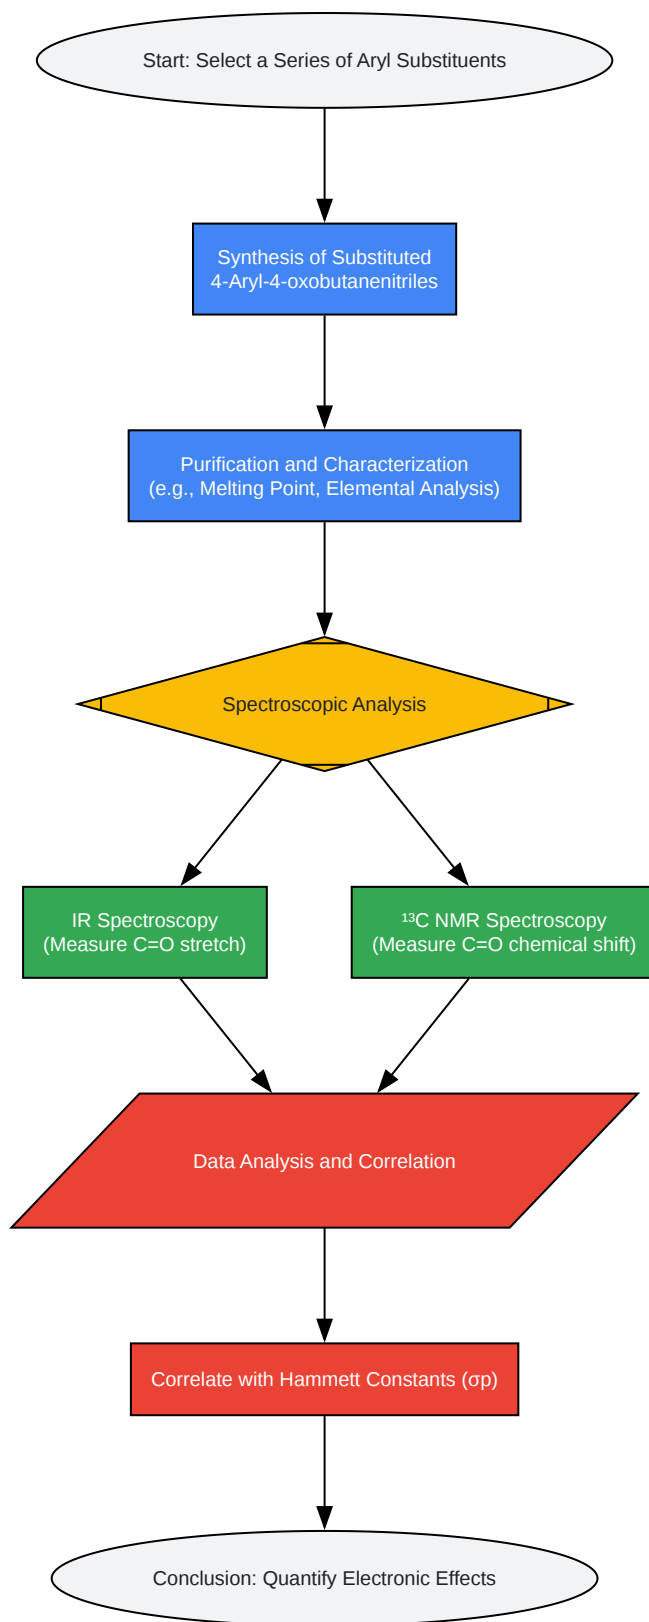 Start: Select a Series of Aryl Substituents
Synthesis of Substituted
4-Aryl-4-oxobutanenitriles
Purification and Characterization
(e.g., Melting Point, Elemental Analysis)
Spectroscopic Analysis
IR Spectroscopy
(Measure C=O stretch)
¹³C NMR Spectroscopy
(Measure C=O chemical shift)
Data Analysis and Correlation
Correlate with Hammett Constants (σp)
Conclusion: Quantify Electronic Effects